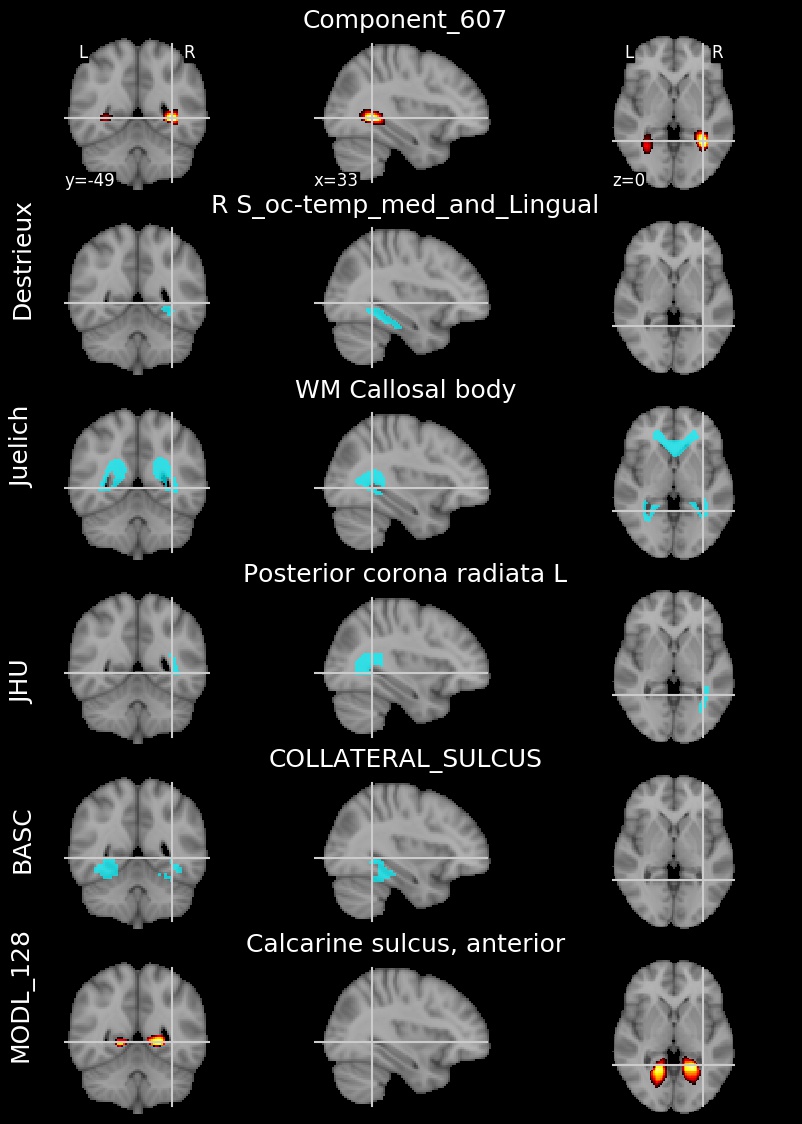 Component_607
L R
L R
y=-49
x=33
z=0
Destrieux
R S_oc-temp_med_and_Lingual
Juelich
WM Callosal body
JHU
Posterior corona radiata L
BASC
COLLATERAL_SULCUS
MODL_128
Calcarine sulcus, anterior